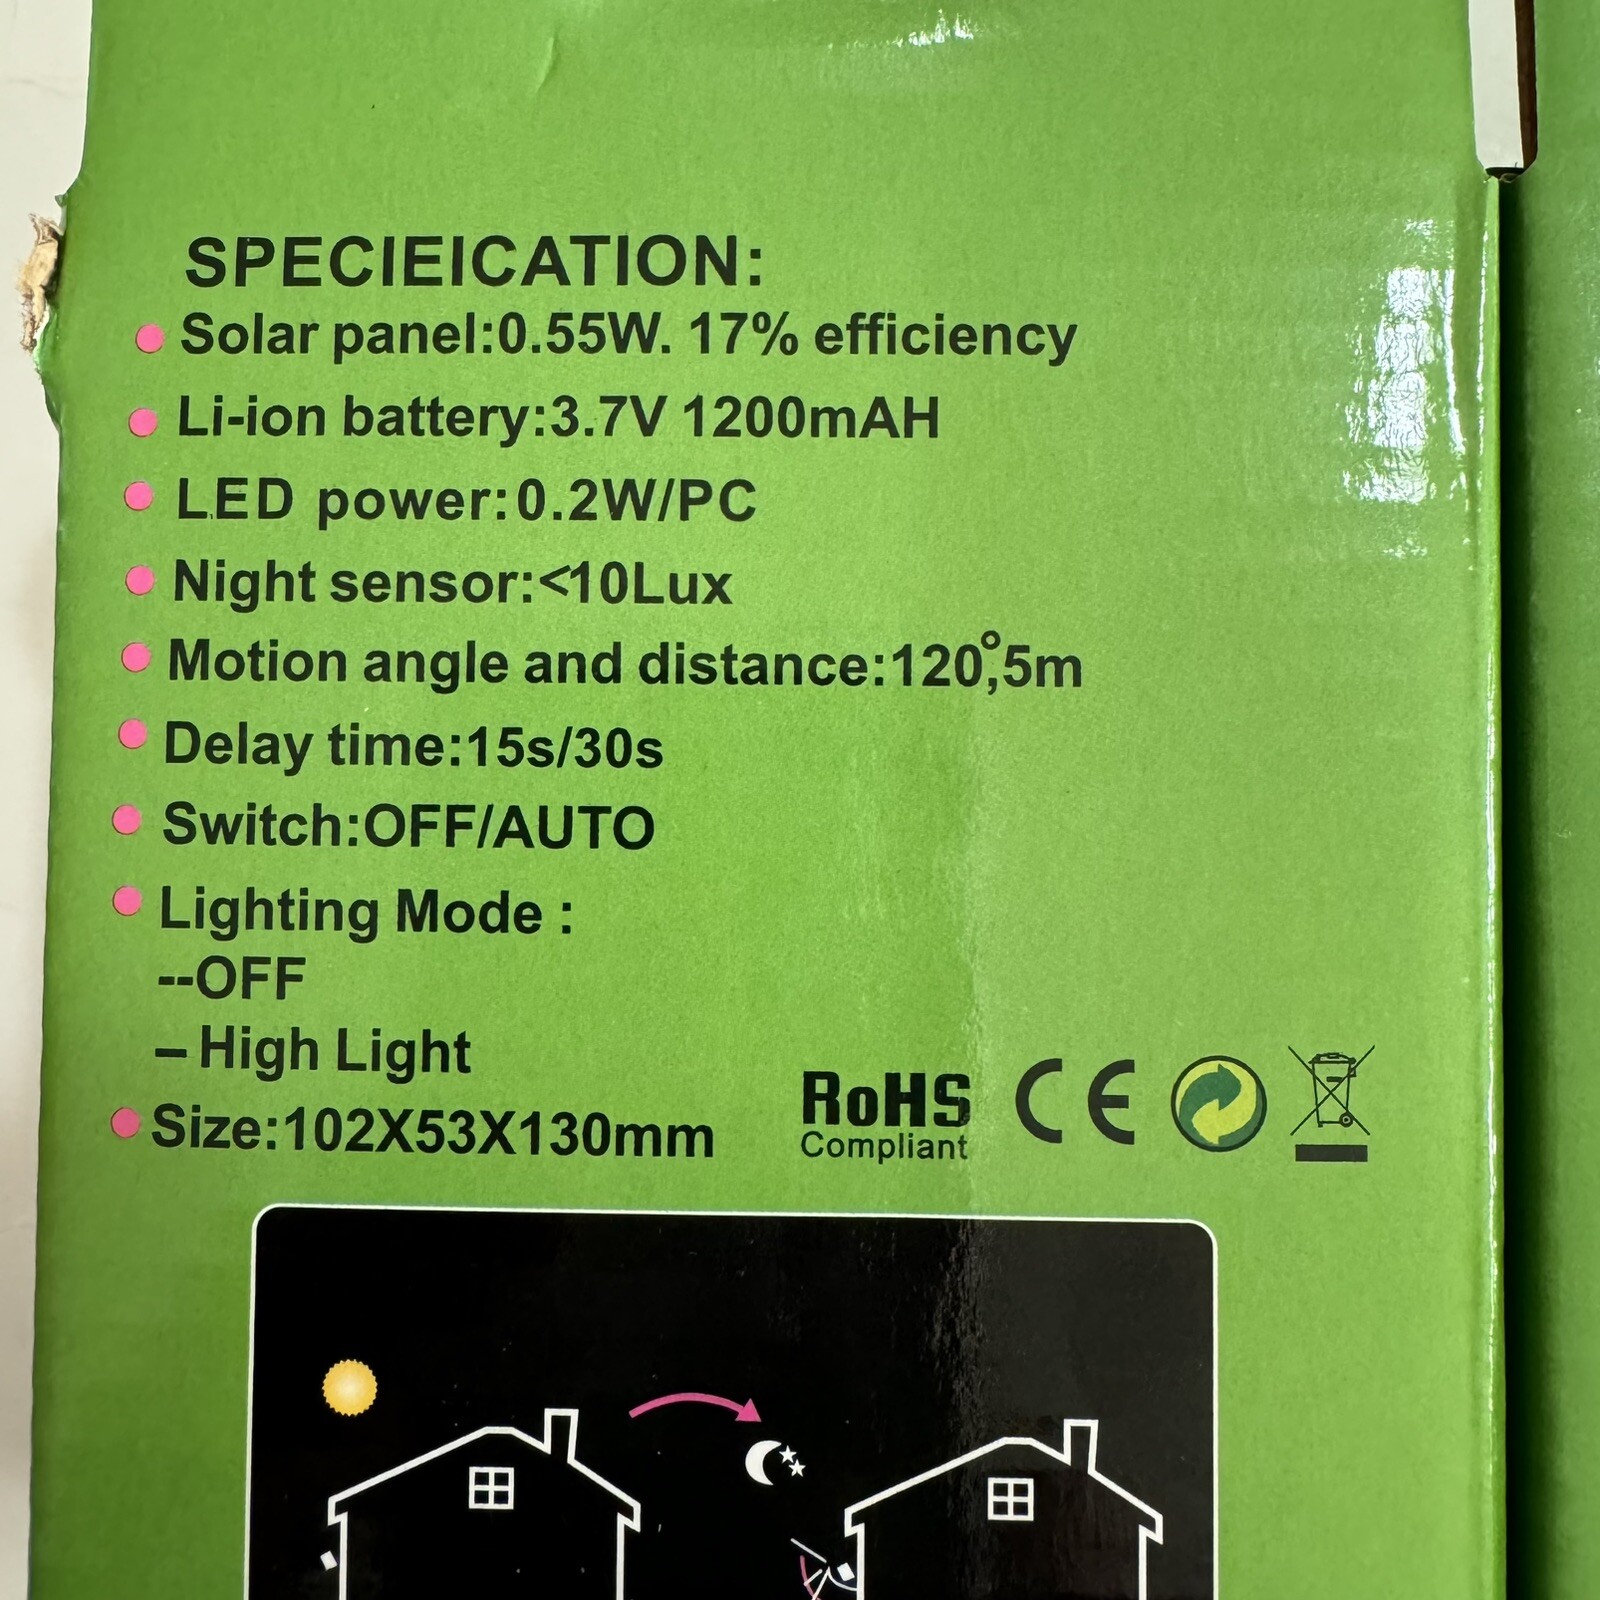 SPECIEICATION:
Solar panel:0.55W. 17% efficiency
Li-ion battery:3.7V 1200mAH
LED power:0.2W/PC
Night sensor:<10Lux
Motion angle and distance:120°,5m
Delay time:15s/30s
Switch:OFF/AUTO
Lighting Mode :
--OFF
– High Light
Size:102X53X130mm
RoHS
Compliant
CE